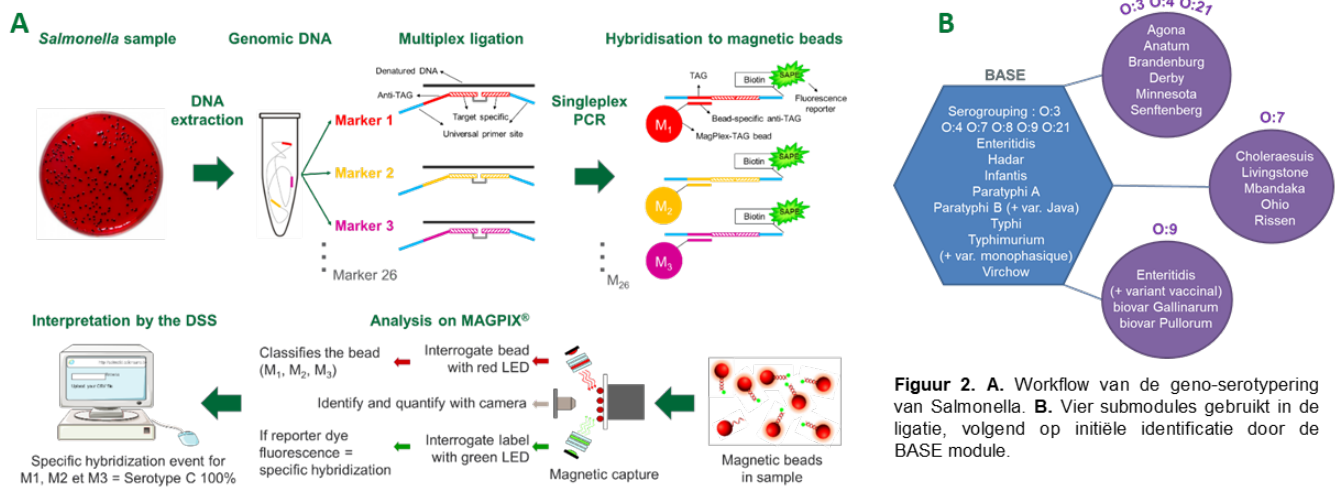 A
Salmonella sample
Genomic DNA
Multiplex ligation
Hybridisation to magnetic beads
DNA
extraction
Denatured DNA
Anti-TAG
Target specific
Universal primer site
Marker 1
Marker 2
Marker 3
Marker 26
Singleplex
PCR
TAG
Biotin
SAPE
Fluorescence
reporter
Bead-specific anti-TAG
MagPlex-TAG bead
M1
Biotin
SAPE
M2
Biotin
SAPE
M3
M26
Interpretation by the DSS
Analysis on MAGPIX®
Classifies the bead
(M1, M2, M3)
Interrogate bead
with red LED
Identify and quantify with camera
If reporter dye
fluorescence =
specific hybridization
Interrogate label
with green LED
Magnetic capture
Magnetic beads
in sample
Specific hybridization event for
M1, M2 et M3 = Serotype C 100%
B
BASE
Serogrouping : O:3
O:4 O:7 O:8 O:9 O:21
Enteritidis
Hadar
Infantis
Paratyphi A
Paratyphi B (+ var. Java)
Typhi
Typhimurium
(+ var. monophasique)
Virchow
O:3 O:4 O:21
Agona
Anatum
Brandenburg
Derby
Minnesota
Senftenberg
O:7
Choleraesuis
Livingstone
Mbandaka
Ohio
Rissen
O:9
Enteritidis
(+ variant vaccinal)
biovar Gallinarum
biovar Pullorum
Figuur 2. A. Workflow van de geno-serotypering
van Salmonella. B. Vier submodules gebruikt in de
ligatie, volgend op initiële identificatie door de
BASE module.